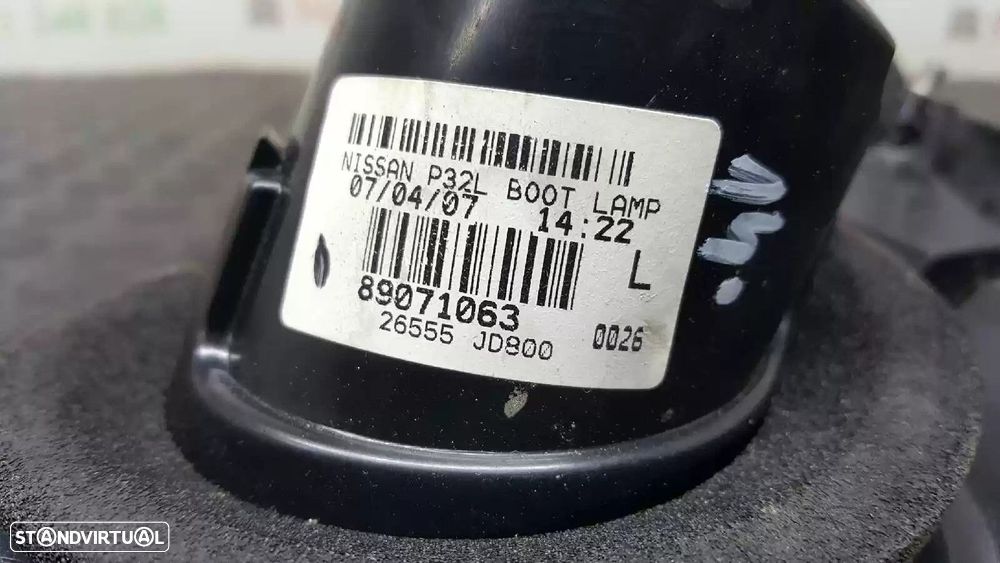 NISSAN P32L BOOT LAMP
07/04/07 14:22
L
89071063
26555 JD800 0026
STANDVIRTUAL